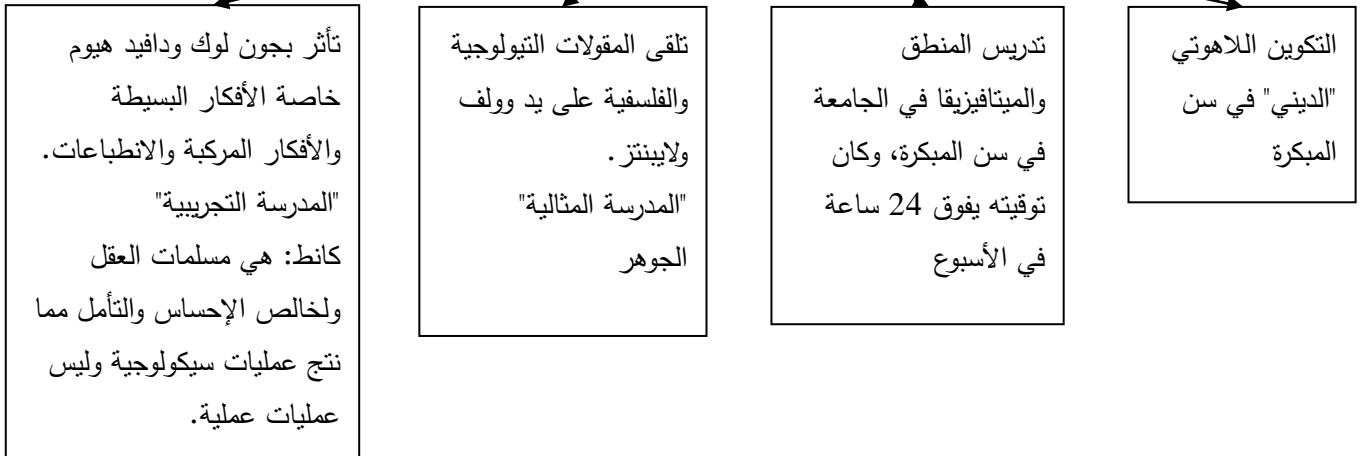 التكوين اللاهوتي
"الديني" في سن
المبكرة
تدريس المنطق
والميتافيزيقا في الجامعة
في سن المبكرة، وكان
توقيته يفوق 24 ساعة
في الأسبوع
تلقى المقولات التيولوجية
والفلسفية على يد وولف
ولايبنتز.
"المدرسة المثالية"
الجوهر
تأثر بجون لوك ودافيد هيوم
خاصة الأفكار البسيطة
والأفكار المركبة والانطباعات.
"المدرسة التجريبية"
كانط: هي مسلمات العقل
ولخالص الإحساس والتأمل مما
نتج عمليات سيكولوجية وليس
عمليات عملية.